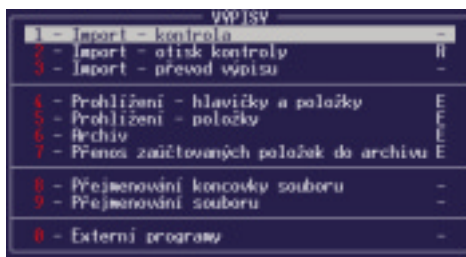 VÝPISY
1 - Import - kontrola -
2 - Import - otisk kontroly R
3 - Import - převod výpisu -
4 - Prohlížení - hlavičky a položky E
5 - Prohlížení - položky E
6 - Archiv E
7 - Přenos zaúčtovaných položek do archivu E
8 - Přejmenování koncovky souboru -
9 - Přejmenování souboru -
0 - Externí programy -